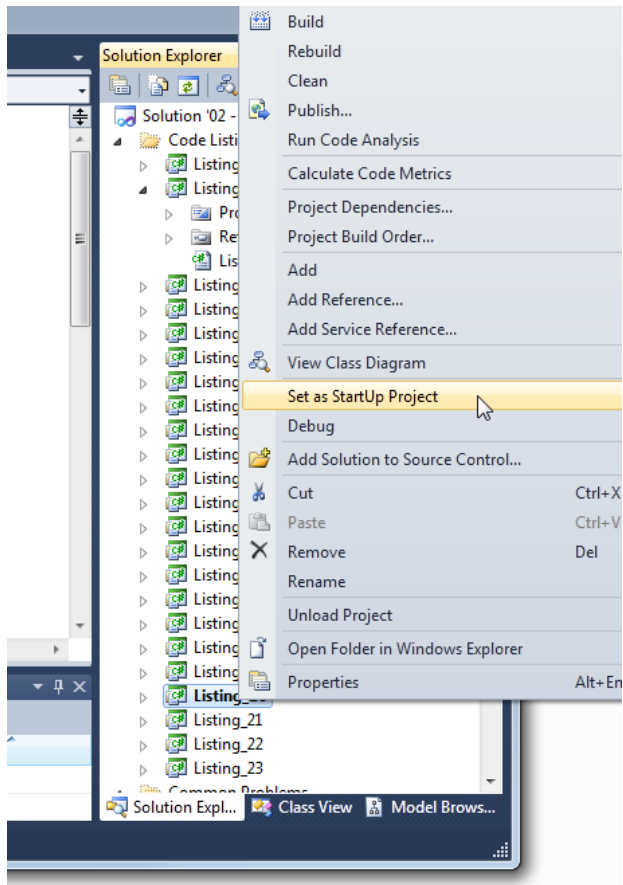 Build
Solution Explorer
Rebuild
Clean
Solution '02 -
Publish...
Code Listi
Run Code Analysis
Listing
Calculate Code Metrics
Listing
Pro
Project Dependencies...
Re
Project Build Order...
Lis
Add
Listing
Add Reference...
Listing
Add Service Reference...
Listing
View Class Diagram
Listing
Listing
Set as StartUp Project
Listing
Debug
Listing
Add Solution to Source Control...
Listing
Listing
Cut Ctrl+X
Listing
Paste Ctrl+V
Listing
Remove Del
Listing
Rename
Listing
Listing
Unload Project
Listing
Open Folder in Windows Explorer
Listing
Listing
Properties Alt+En
Listing_
Listing_21
Listing_22
Listing_23
Common Problems
Solution Expl... Class View Model Brows...